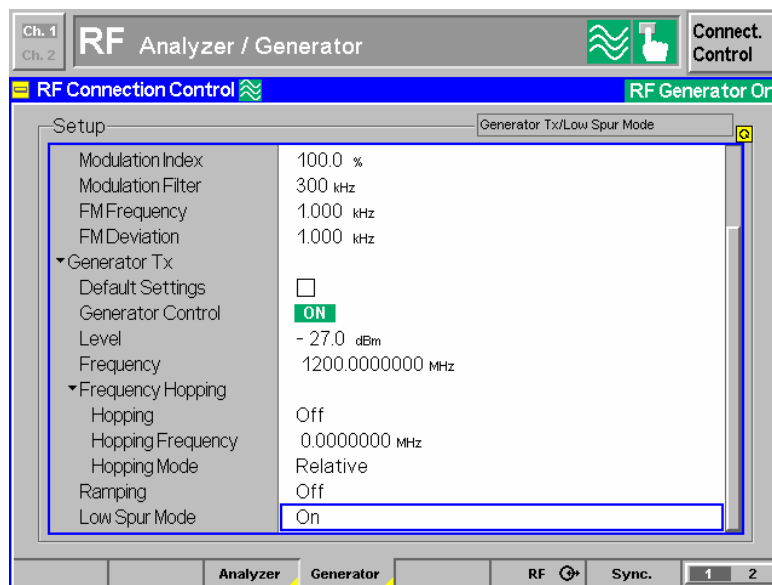 Ch. 1
Ch. 2
RF Analyzer / Generator
Connect.
Control
RF Connection Control
RF Generator On
Setup
Generator Tx/Low Spur Mode
Modulation Index 100.0 %
Modulation Filter 300 kHz
FM Frequency 1.000 kHz
FM Deviation 1.000 kHz
Generator Tx
Default Settings
Generator Control ON
Level - 27.0 dBm
Frequency 1200.0000000 MHz
Frequency Hopping
Hopping Off
Hopping Frequency 0.0000000 MHz
Hopping Mode Relative
Ramping Off
Low Spur Mode On
Analyzer Generator RF Sync. 1 2